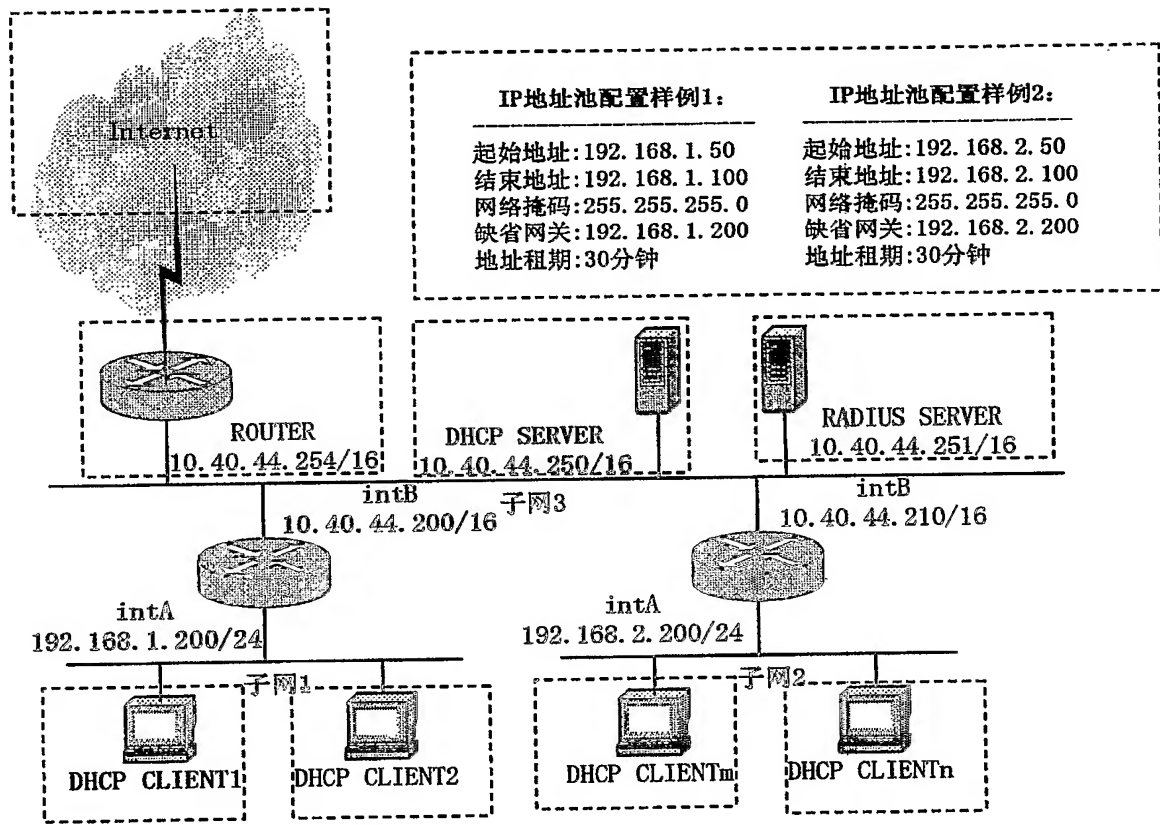 Internet
IP地址池配置样例1:
起始地址:192.168.1.50
结束地址:192.168.1.100
网络掩码:255.255.255.0
缺省网关:192.168.1.200
地址租期:30分钟
IP地址池配置样例2:
起始地址:192.168.2.50
结束地址:192.168.2.100
网络掩码:255.255.255.0
缺省网关:192.168.2.200
地址租期:30分钟
ROUTER
10.40.44.254/16
DHCP SERVER
10.40.44.250/16
RADIUS SERVER
10.40.44.251/16
intB
10.40.44.200/16
子网3
intB
10.40.44.210/16
intA
192.168.1.200/24
intA
192.168.2.200/24
子网1
子网2
DHCP CLIENT1
DHCP CLIENT2
DHCP CLIENTm
DHCP CLIENTn